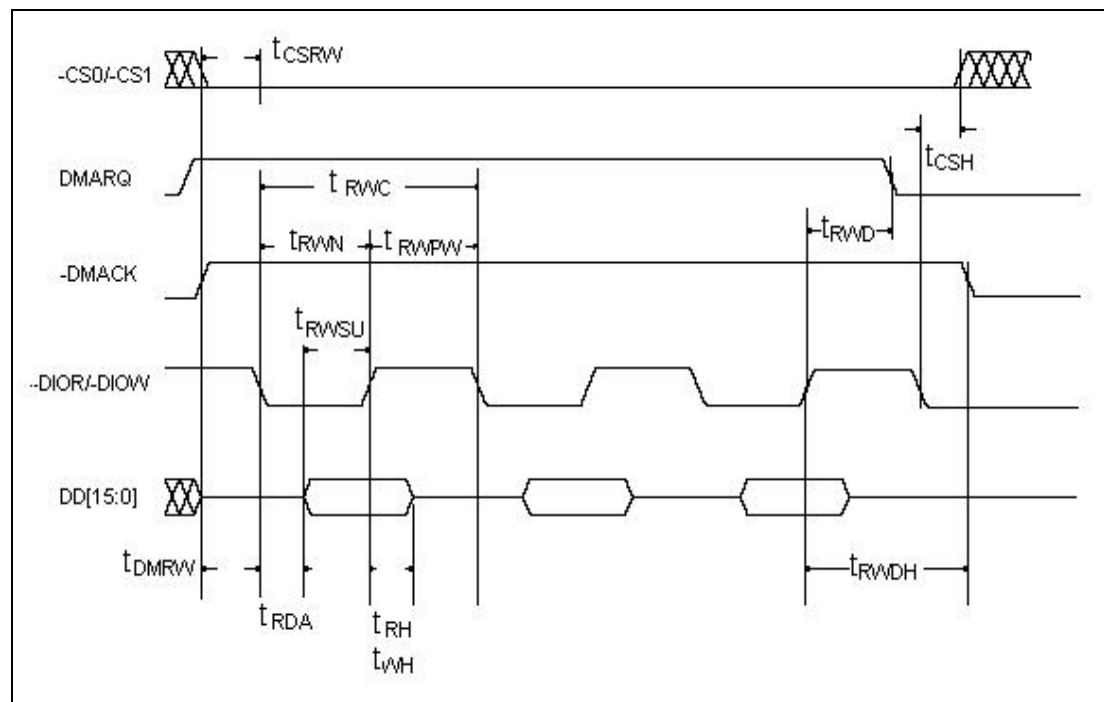 -CS0/-CS1
tCSRW
tCSH
DMARQ
tRWC
tRWD
tRWN
tRWPW
-DMACK
tRWSU
--DIOR/-DIOW
DD[15:0]
tDMRW
tRWDH
tRDA
tRH
tWH